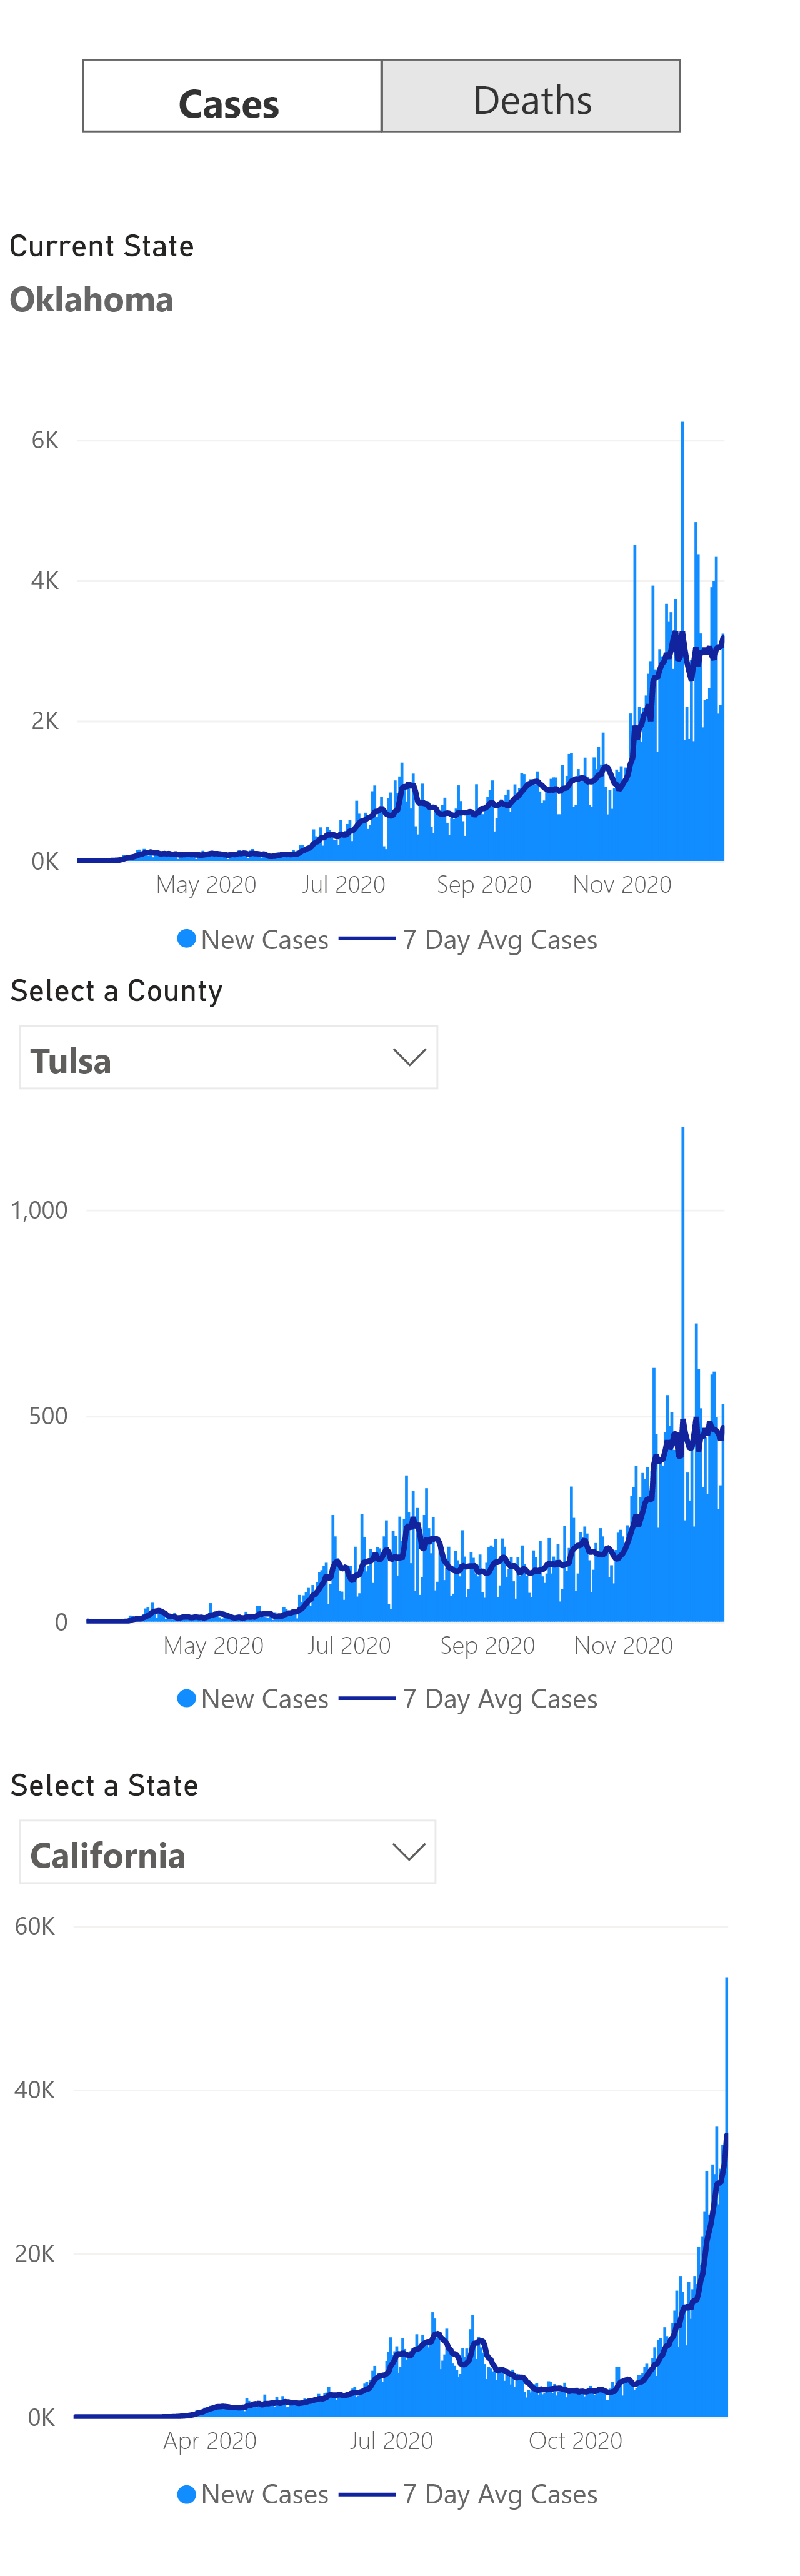 Cases Deaths
Current State
Oklahoma
6K
4K
2K
0K
May 2020 Jul 2020 Sep 2020 Nov 2020
New Cases 7 Day Avg Cases
Select a County
Tulsa
1,000
500
0
May 2020 Jul 2020 Sep 2020 Nov 2020
New Cases 7 Day Avg Cases
Select a State
California
60K
40K
20K
0K
Apr 2020 Jul 2020 Oct 2020
New Cases 7 Day Avg Cases